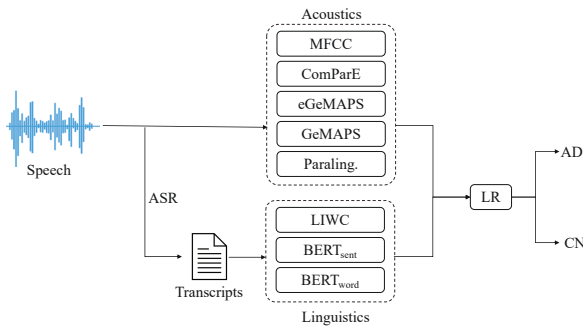 Acoustics
MFCC
ComParE
eGeMAPS
GeMAPS
Paraling.
Speech
ASR
Transcripts
LIWC
BERTsent
BERTword
Linguistics
LR
AD
CN